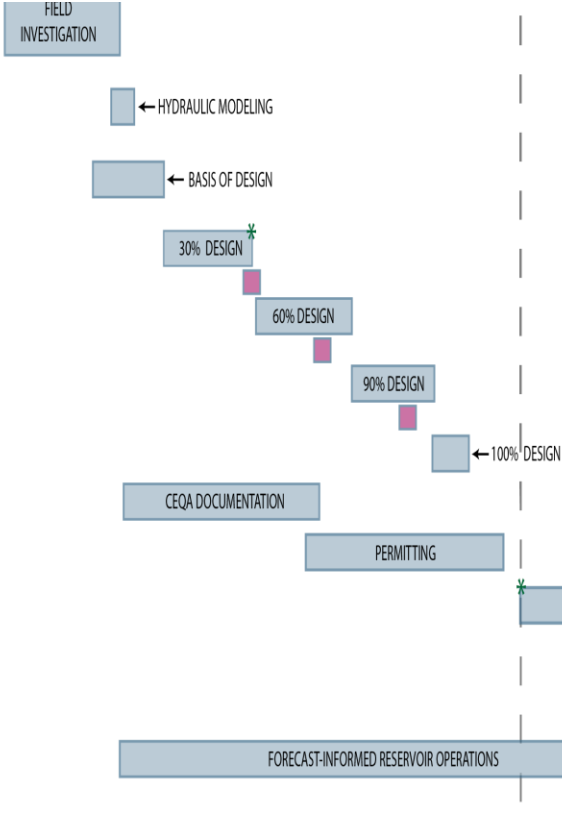 FIELD
INVESTIGATION
HYDRAULIC MODELING
BASIS OF DESIGN
30% DESIGN
60% DESIGN
90% DESIGN
100% DESIGN
CEQA DOCUMENTATION
PERMITTING
FORECAST-INFORMED RESERVOIR OPERATIONS